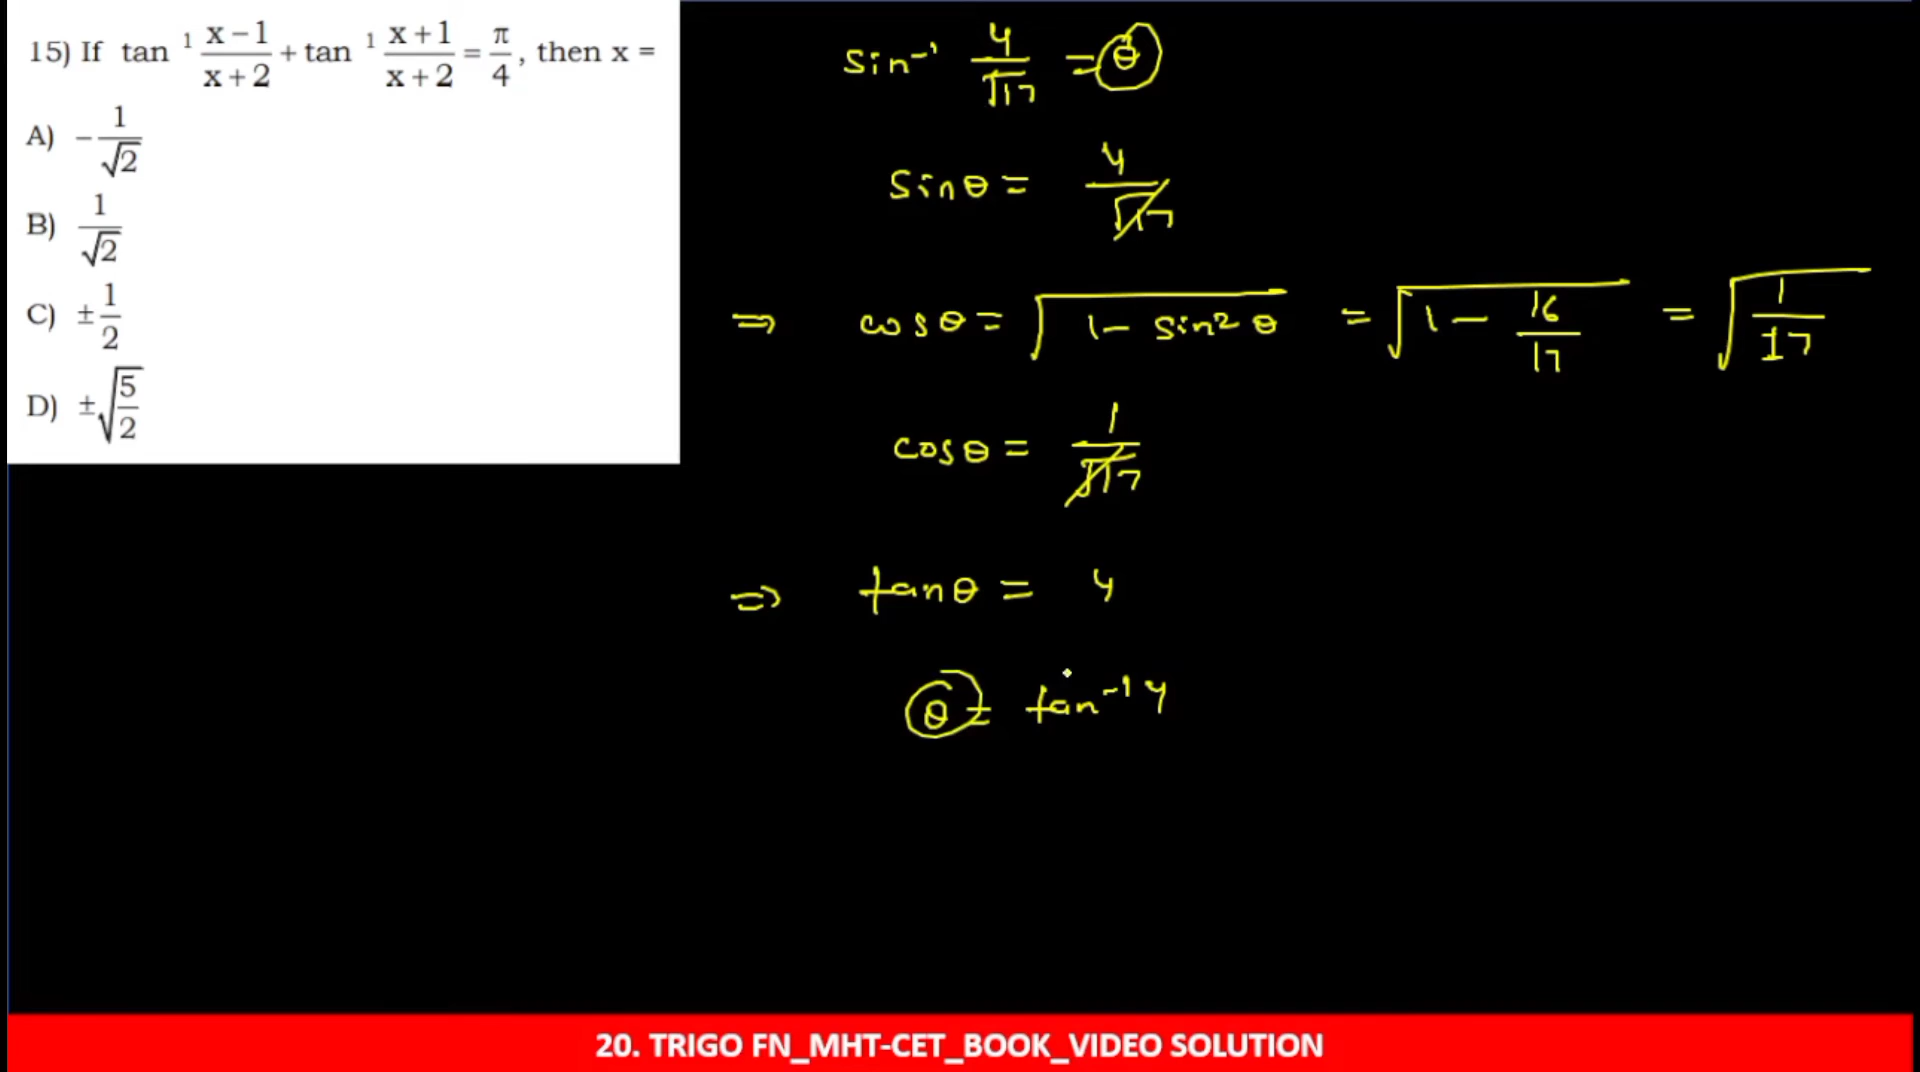 15) If tan ¹ (x−1)/(x+2) + tan ¹ (x+1)/(x+2) = π/4, then x =
A) −1/√2
B) 1/√2
C) ±1/2
D) ±√(5/2)
sin⁻¹ 4/√17 = θ
sinθ = 4/√17
⇒ cosθ = √(1 − sin²θ) = √(1 − 16/17) = √(1/17)
cosθ = 1/√17
⇒ tanθ = 4
θ = tan⁻¹ 4
20. TRIGO FN_MHT-CET_BOOK_VIDEO SOLUTION